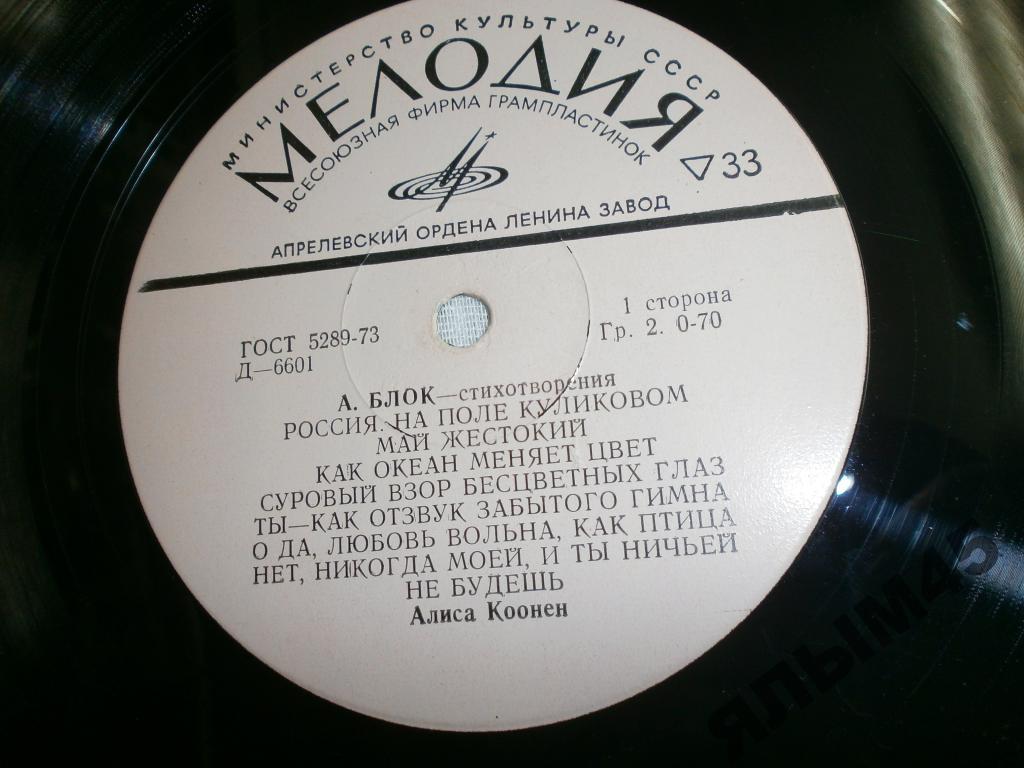 МИНИСТЕРСТВО КУЛЬТУРЫ СССР
МЕЛОДИЯ
ВСЕСОЮЗНАЯ ФИРМА ГРАМПЛАСТИНОК
33
АПРЕЛЕВСКИЙ ОРДЕНА ЛЕНИНА ЗАВОД
ГОСТ 5289-73
Д—6601
1 сторона
Гр. 2. 0-70
А. БЛОК—стихотворения
РОССИЯ. НА ПОЛЕ КУЛИКОВОМ
МАЙ ЖЕСТОКИЙ
КАК ОКЕАН МЕНЯЕТ ЦВЕТ
СУРОВЫЙ ВЗОР БЕСЦВЕТНЫХ ГЛАЗ
ТЫ—КАК ОТЗВУК ЗАБЫТОГО ГИМНА
О ДА, ЛЮБОВЬ ВОЛЬНА, КАК ПТИЦА
НЕТ, НИКОГДА МОЕЙ, И ТЫ НИЧЬЕЙ
НЕ БУДЕШЬ
Алиса Коонен
ЯЛЫМ45